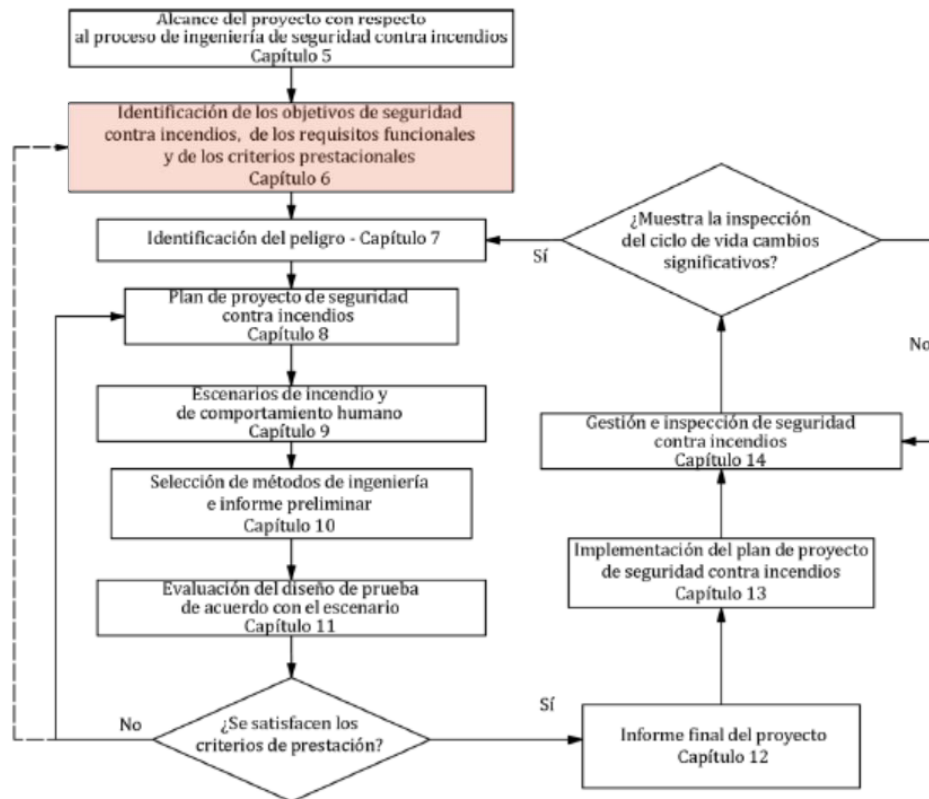 Alcance del proyecto con respecto
al proceso de ingeniería de seguridad contra incendios
Capítulo 5
Identificación de los objetivos de seguridad
contra incendios, de los requisitos funcionales
y de los criterios prestacionales
Capítulo 6
Identificación del peligro - Capítulo 7
Plan de proyecto de seguridad
contra incendios
Capítulo 8
Escenarios de incendio y
de comportamiento humano
Capítulo 9
Selección de métodos de ingeniería
e informe preliminar
Capítulo 10
Evaluación del diseño de prueba
de acuerdo con el escenario
Capítulo 11
¿Se satisfacen los
criterios de prestación?
No
Sí
Informe final del proyecto
Capítulo 12
Implementación del plan de proyecto
de seguridad contra incendios
Capítulo 13
Gestión e inspección de seguridad
contra incendios
Capítulo 14
¿Muestra la inspección
del ciclo de vida cambios
significativos?
Sí
No